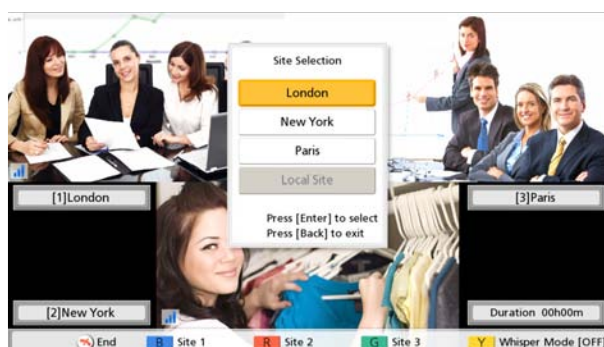 Site Selection
London
New York
Paris
Local Site
Press [Enter] to select
Press [Back] to exit
[1]London
[3]Paris
[2]New York
Duration 00h00m
End
B Site 1
R Site 2
G Site 3
Y Whisper Mode [OFF]